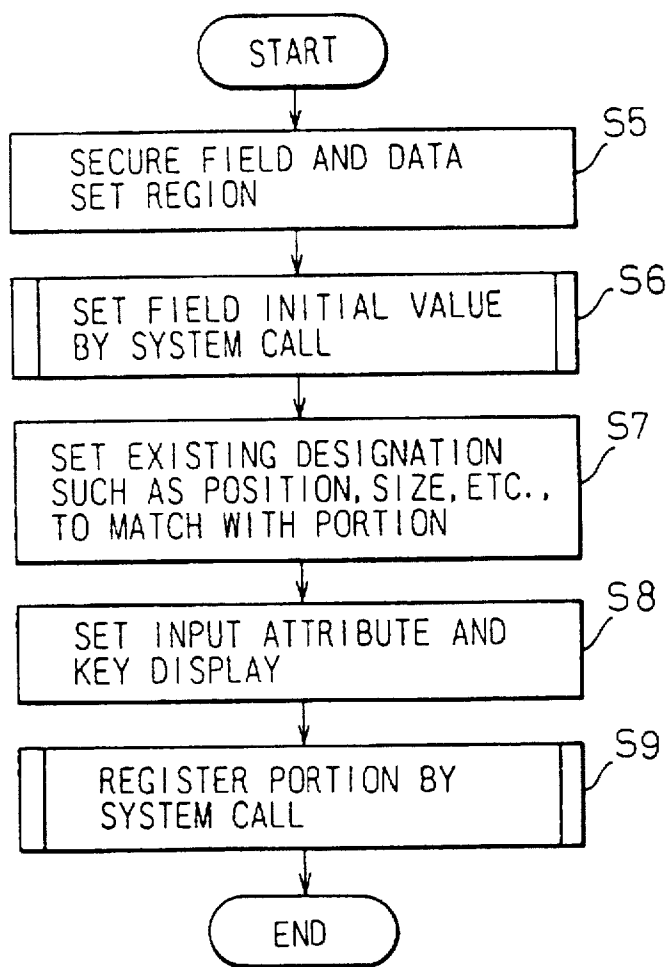 START
S5
SECURE FIELD AND DATA
SET REGION
S6
SET FIELD INITIAL VALUE
BY SYSTEM CALL
S7
SET EXISTING DESIGNATION
SUCH AS POSITION, SIZE, ETC.,
TO MATCH WITH PORTION
S8
SET INPUT ATTRIBUTE AND
KEY DISPLAY
S9
REGISTER PORTION BY
SYSTEM CALL
END